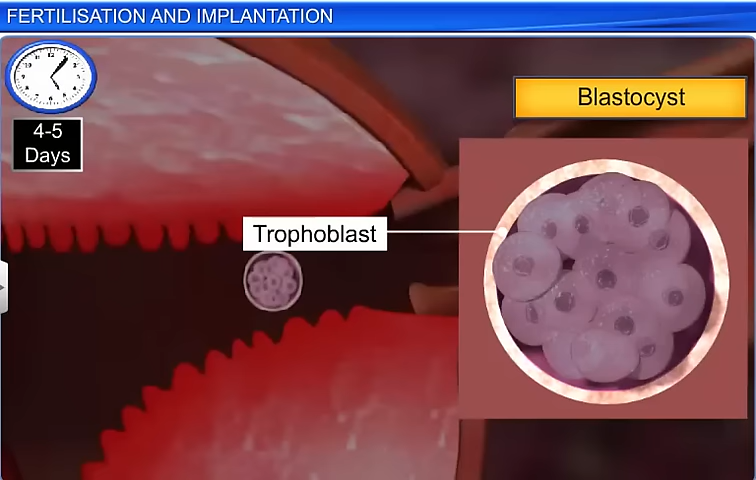 FERTILISATION AND IMPLANTATION
4-5
Days
Blastocyst
Trophoblast